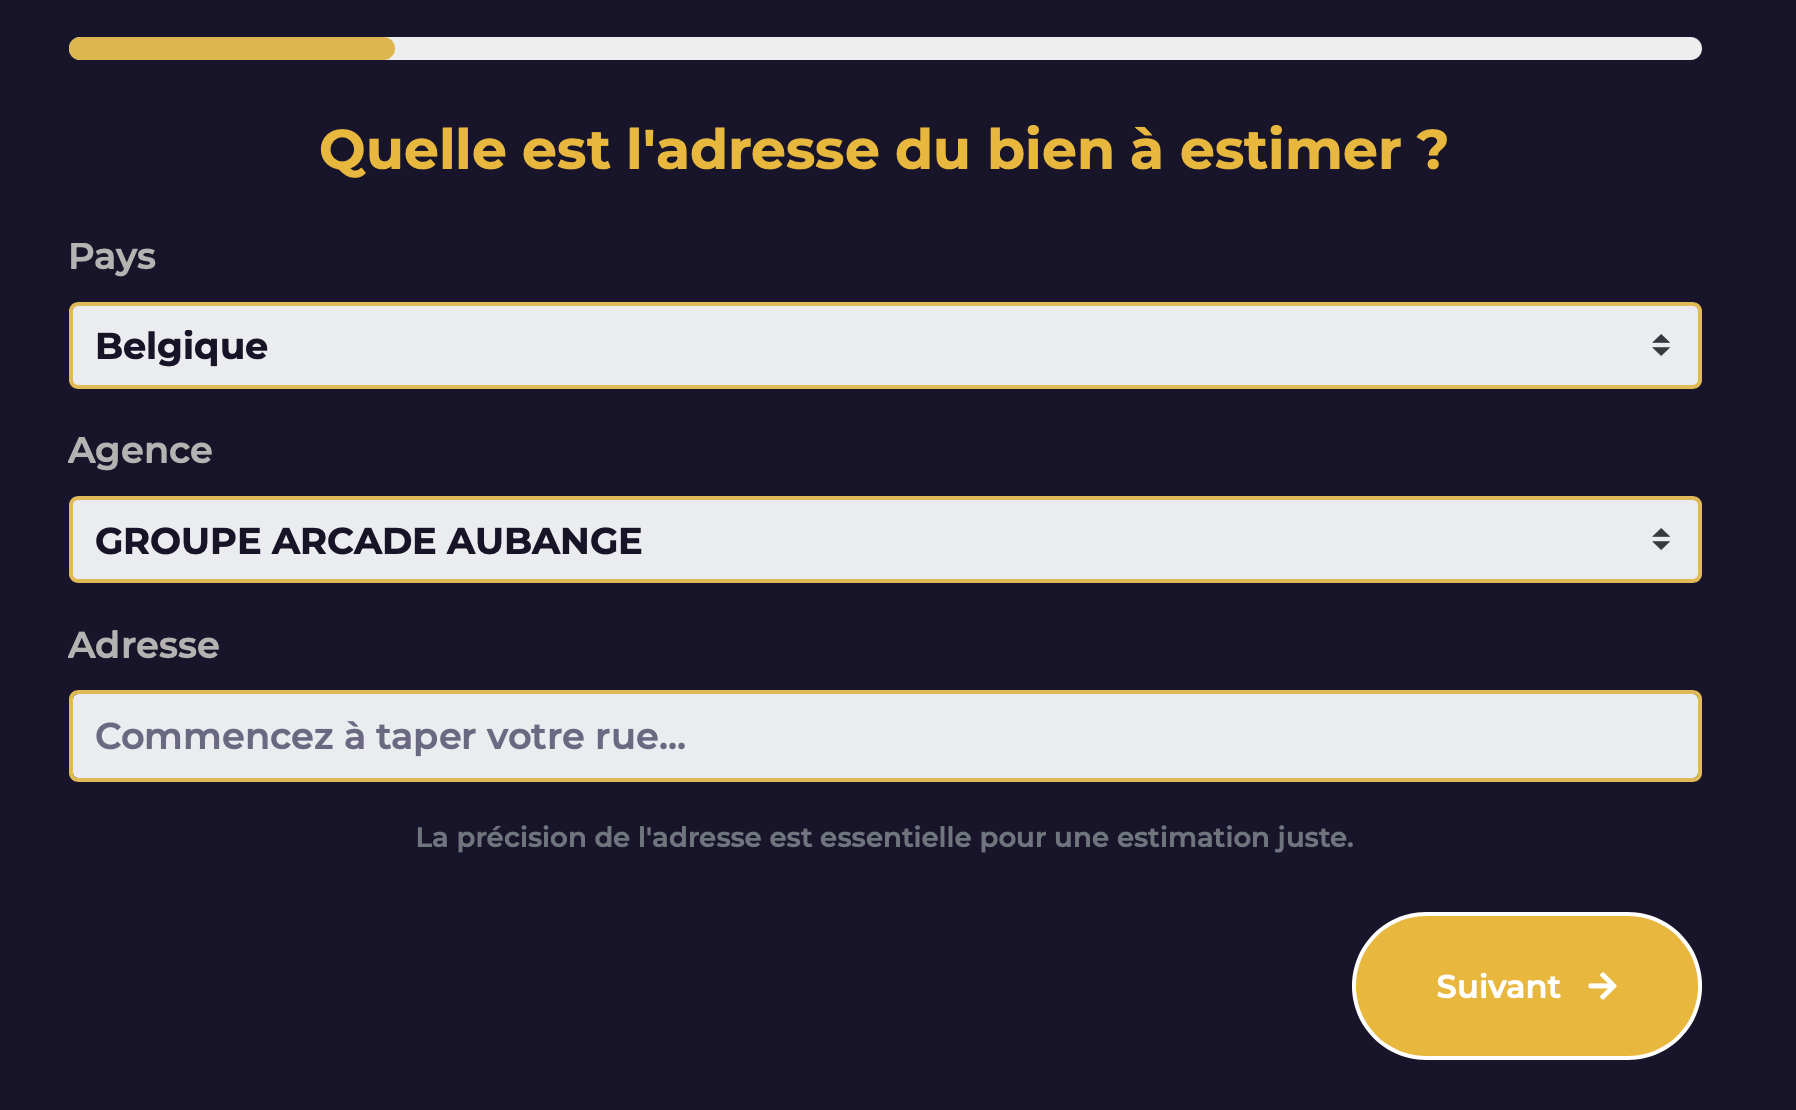 Quelle est l'adresse du bien à estimer ?
Pays
Belgique
Agence
GROUPE ARCADE AUBANGE
Adresse
Commencez à taper votre rue...
La précision de l'adresse est essentielle pour une estimation juste.
Suivant